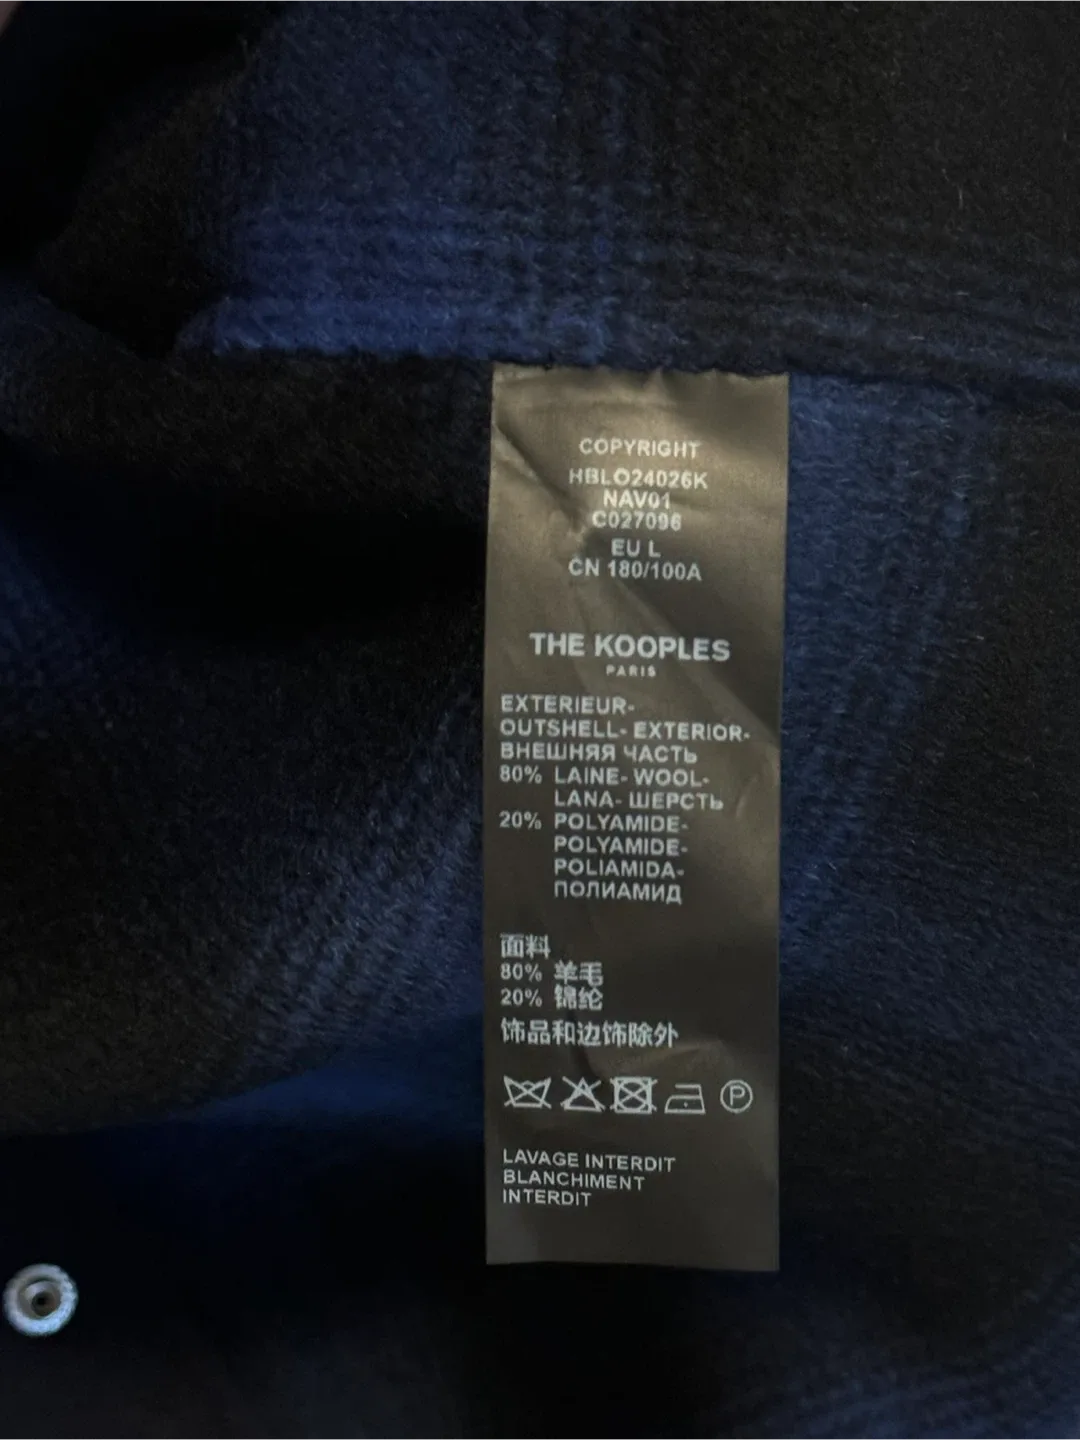 COPYRIGHT
HBLO24026K
NAV01
C027096
EU L
CN 180/100A
THE KOOPLES
PARIS
EXTERIEUR-
OUTSHELL- EXTERIOR-
ВНЕШНЯЯ ЧАСТЬ
80% LAINE- WOOL-
LANA- ШЕРСТЬ
20% POLYAMIDE-
POLYAMIDE-
POLIAMIDA-
ПОЛИАМИД
面料
80% 羊毛
20% 锦纶
饰品和边饰除外
P
LAVAGE INTERDIT
BLANCHIMENT
INTERDIT